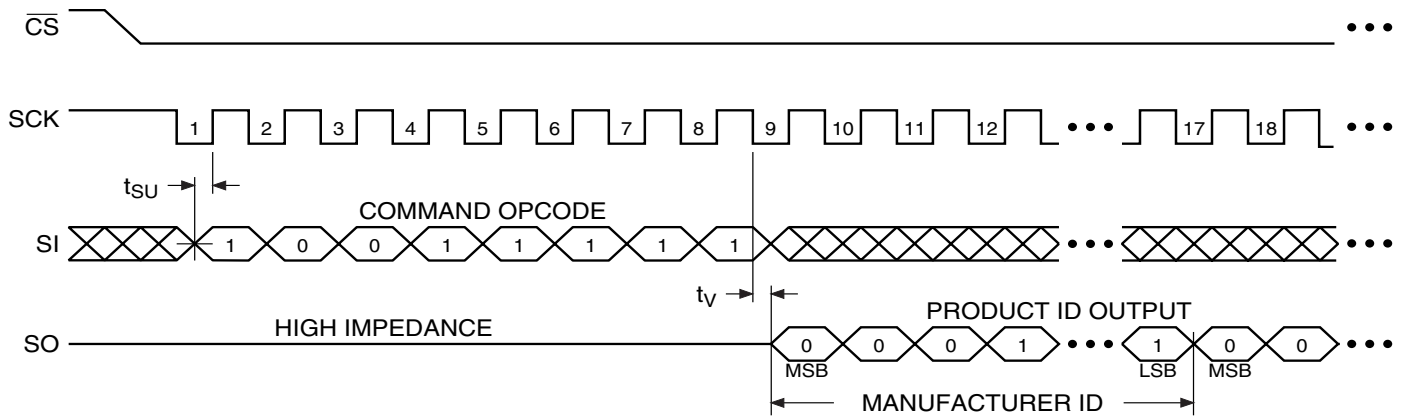 CS
SCK 1 2 3 4 5 6 7 8 9 10 11 12 ••• 17 18 •••
tSU
COMMAND OPCODE
SI 1 0 0 1 1 1 1 1 ••• •••
tV
HIGH IMPEDANCE
PRODUCT ID OUTPUT
SO 0 0 0 1 ••• 1 0 0 •••
MSB LSB MSB
MANUFACTURER ID